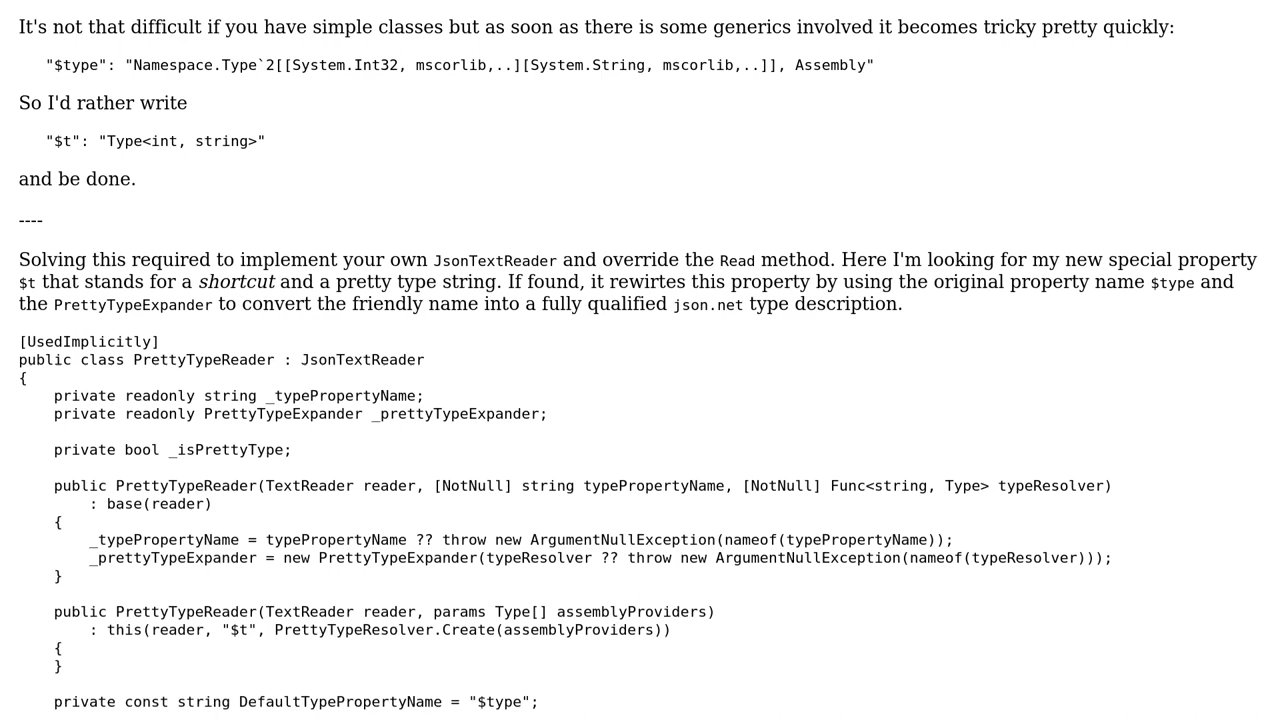 It's not that difficult if you have simple classes but as soon as there is some generics involved it becomes tricky pretty quickly:
"$type": "Namespace.Type`2[[System.Int32, mscorlib,..][System.String, mscorlib,..]], Assembly"
So I'd rather write
"$t": "Type<int, string>"
and be done.
----
Solving this required to implement your own JsonTextReader and override the Read method. Here I'm looking for my new special property
$t that stands for a shortcut and a pretty type string. If found, it rewirtes this property by using the original property name $type and
the PrettyTypeExpander to convert the friendly name into a fully qualified json.net type description.
[UsedImplicitly]
public class PrettyTypeReader : JsonTextReader
{
    private readonly string _typePropertyName;
    private readonly PrettyTypeExpander _prettyTypeExpander;

    private bool _isPrettyType;

    public PrettyTypeReader(TextReader reader, [NotNull] string typePropertyName, [NotNull] Func<string, Type> typeResolver)
        : base(reader)
    {
        _typePropertyName = typePropertyName ?? throw new ArgumentNullException(nameof(typePropertyName));
        _prettyTypeExpander = new PrettyTypeExpander(typeResolver ?? throw new ArgumentNullException(nameof(typeResolver)));
    }

    public PrettyTypeReader(TextReader reader, params Type[] assemblyProviders)
        : this(reader, "$t", PrettyTypeResolver.Create(assemblyProviders))
    {
    }

    private const string DefaultTypePropertyName = "$type";